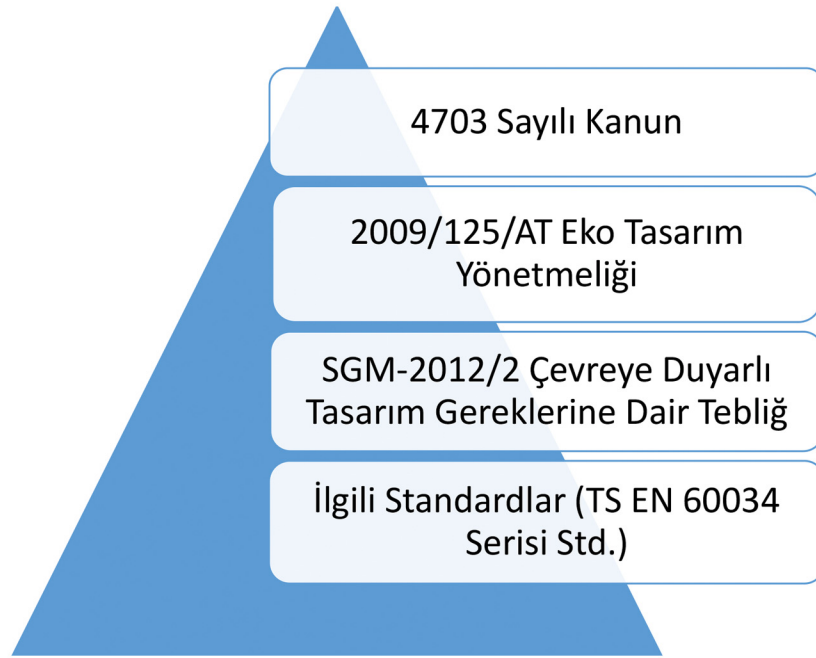 4703 Sayılı Kanun
2009/125/AT Eko Tasarım
Yönetmeliği
SGM-2012/2 Çevreye Duyarlı
Tasarım Gereklerine Dair Tebliğ
İlgili Standardlar (TS EN 60034
Serisi Std.)